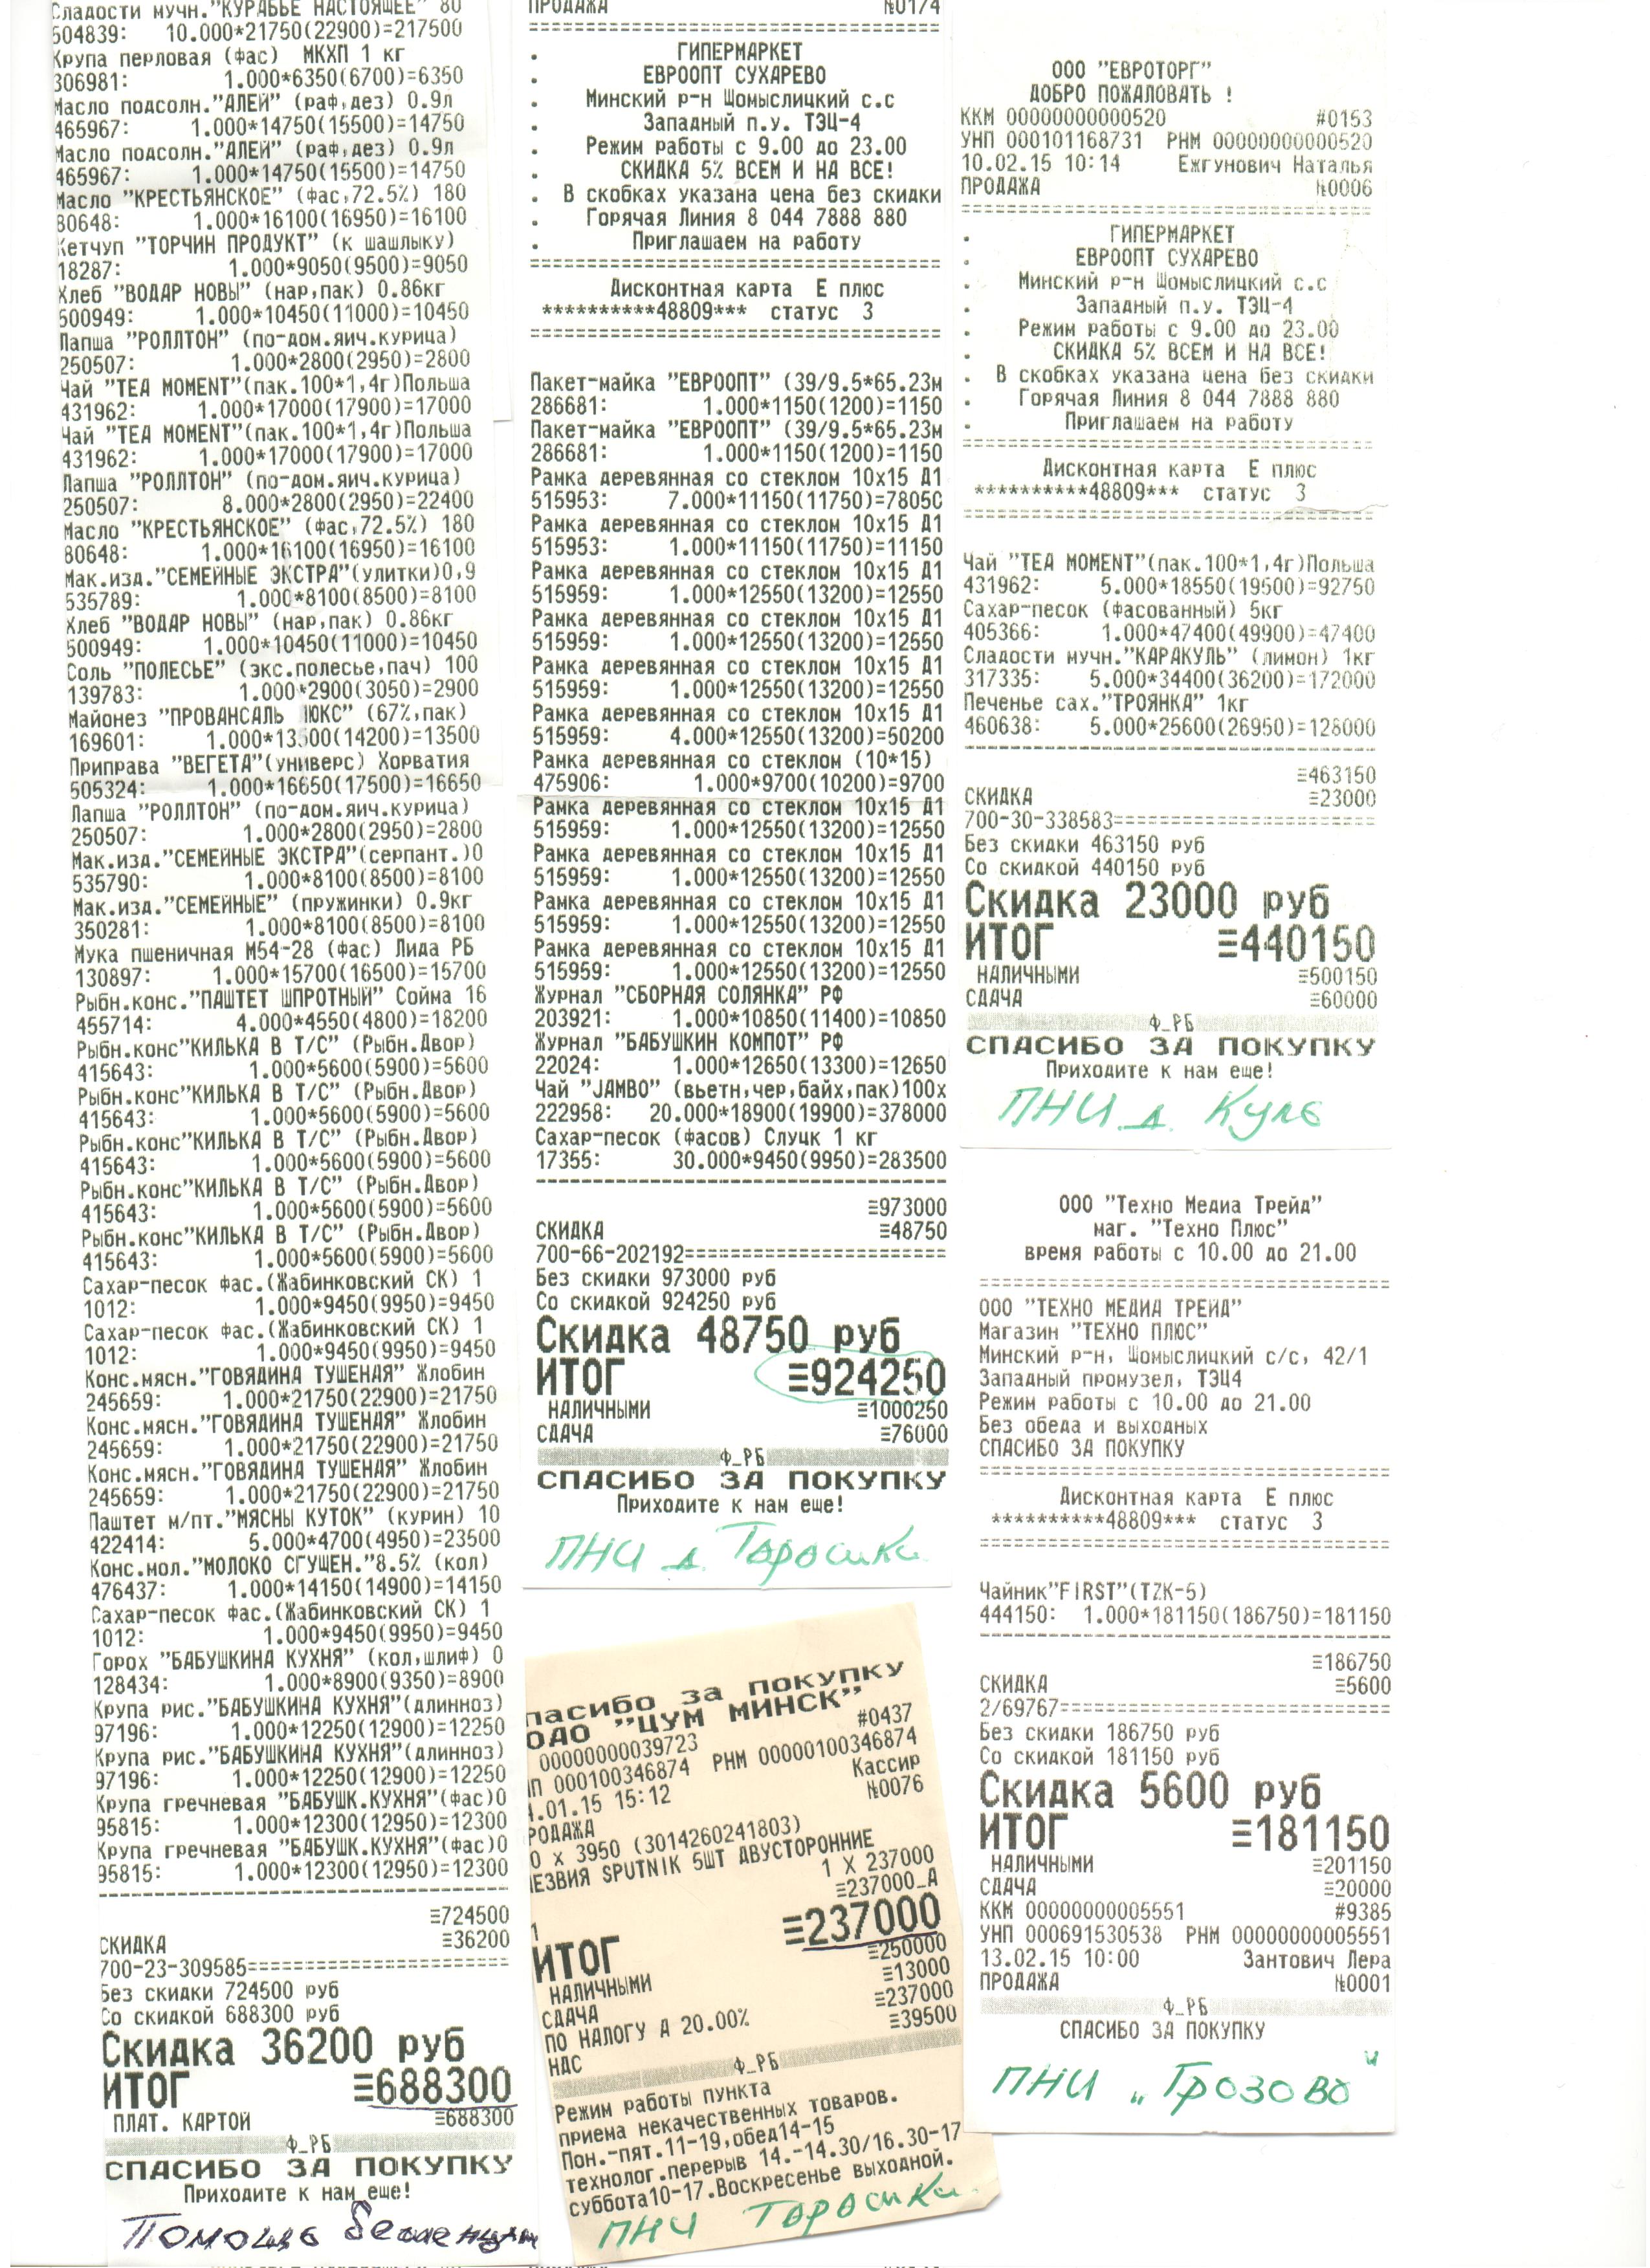 Сладости мучн."КУРАБЬЕ НАСТОЯЩЕЕ" 80
504839: 10.000*21750(22900)=217500
Крупа перловая (фас) МКХП 1 кг
306981: 1.000*6350(6700)=6350
Масло подсолн."АЛЕЙ" (раф,дез) 0.9л
465967: 1.000*14750(15500)=14750
Масло подсолн."АЛЕЙ" (раф,дез) 0.9л
465967: 1.000*14750(15500)=14750
Масло "КРЕСТЬЯНСКОЕ" (фас,72.5%) 180
80648: 1.000*16100(16950)=16100
Кетчуп "ТОРЧИН ПРОДУКТ" (к шашлыку)
18287: 1.000*9050(9500)=9050
Хлеб "ВОДАР НОВЫ" (нар,пак) 0.86кг
500949: 1.000*10450(11000)=10450
Лапша "РОЛЛТОН" (по-дом.яич.курица)
250507: 1.000*2800(2950)=2800
Чай "TEA MOMENT"(пак.100*1,4г)Польша
431962: 1.000*17000(17900)=17000
Чай "TEA MOMENT"(пак.100*1,4г)Польша
431962: 1.000*17000(17900)=17000
Лапша "РОЛЛТОН" (по-дом.яич.курица)
250507: 8.000*2800(2950)=22400
Масло "КРЕСТЬЯНСКОЕ" (фас,72.5%) 180
80648: 1.000*16100(16950)=16100
Мак.изд."СЕМЕЙНЫЕ ЭКСТРА"(улитки)0,9
535789: 1.000*8100(8500)=8100
Хлеб "ВОДАР НОВЫ" (нар,пак) 0.86кг
500949: 1.000*10450(11000)=10450
Соль "ПОЛЕСЬЕ" (экс.полесье,пач) 100
139783: 1.000*2900(3050)=2900
Майонез "ПРОВАНСАЛЬ ЛЮКС" (67%,пак)
169601: 1.000*13500(14200)=13500
Приправа "ВЕГЕТА"(универс) Хорватия
505324: 1.000*16650(17500)=16650
Лапша "РОЛЛТОН" (по-дом.яич.курица)
250507: 1.000*2800(2950)=2800
Мак.изд."СЕМЕЙНЫЕ ЭКСТРА"(серпант.)0
535790: 1.000*8100(8500)=8100
Мак.изд."СЕМЕЙНЫЕ" (пружинки) 0.9кг
350281: 1.000*8100(8500)=8100
Мука пшеничная М54-28 (фас) Лида РБ
130897: 1.000*15700(16500)=15700
Рыбн.конс."ПАШТЕТ ШПРОТНЫЙ" Сойма 16
455714: 4.000*4550(4800)=18200
Рыбн.конс"КИЛЬКА В Т/С" (Рыбн.Двор)
415643: 1.000*5600(5900)=5600
Рыбн.конс"КИЛЬКА В Т/С" (Рыбн.Двор)
415643: 1.000*5600(5900)=5600
Рыбн.конс"КИЛЬКА В Т/С" (Рыбн.Двор)
415643: 1.000*5600(5900)=5600
Рыбн.конс"КИЛЬКА В Т/С" (Рыбн.Двор)
415643: 1.000*5600(5900)=5600
Рыбн.конс"КИЛЬКА В Т/С" (Рыбн.Двор)
415643: 1.000*5600(5900)=5600
Сахар-песок фас.(Жабинковский СК) 1
1012: 1.000*9450(9950)=9450
Сахар-песок фас.(Жабинковский СК) 1
1012: 1.000*9450(9950)=9450
Конс.мясн."ГОВЯДИНА ТУШЕНАЯ" Жлобин
245659: 1.000*21750(22900)=21750
Конс.мясн."ГОВЯДИНА ТУШЕНАЯ" Жлобин
245659: 1.000*21750(22900)=21750
Конс.мясн."ГОВЯДИНА ТУШЕНАЯ" Жлобин
245659: 1.000*21750(22900)=21750
Паштет м/пт."МЯСНЫ КУТОК" (курин) 10
422414: 5.000*4700(4950)=23500
Конс.мол."МОЛОКО СГУЩЕН."8.5% (кол)
476437: 1.000*14150(14900)=14150
Сахар-песок фас.(Жабинковский СК) 1
1012: 1.000*9450(9950)=9450
Горох "БАБУШКИНА КУХНЯ" (кол,шлиф) 0
128434: 1.000*8900(9350)=8900
Крупа рис."БАБУШКИНА КУХНЯ"(длинноз)
97196: 1.000*12250(12900)=12250
Крупа рис."БАБУШКИНА КУХНЯ"(длинноз)
97196: 1.000*12250(12900)=12250
Крупа гречневая "БАБУШК.КУХНЯ"(фас)0
95815: 1.000*12300(12950)=12300
Крупа гречневая "БАБУШК.КУХНЯ"(фас)0
95815: 1.000*12300(12950)=12300
≡724500
СКИДКА ≡36200
700-23-309585
Без скидки 724500 руб
Со скидкой 688300 руб
Скидка 36200 руб
ИТОГ ≡688300
ПЛАТ. КАРТОЙ ≡688300
Ф_РБ
СПАСИБО ЗА ПОКУПКУ
Приходите к нам еще!
Помощь беженцам
ПРОДАЖА №0174
ГИПЕРМАРКЕТ
ЕВРООПТ СУХАРЕВО
Минский р-н Щомыслицкий с.с
Западный п.у. ТЭЦ-4
Режим работы с 9.00 до 23.00
СКИДКА 5% ВСЕМ И НА ВСЕ!
В скобках указана цена без скидки
Горячая Линия 8 044 7888 880
Приглашаем на работу
Дисконтная карта Е плюс
**********48809*** статус 3
Пакет-майка "ЕВРООПТ" (39/9.5*65.23м
286681: 1.000*1150(1200)=1150
Пакет-майка "ЕВРООПТ" (39/9.5*65.23м
286681: 1.000*1150(1200)=1150
Рамка деревянная со стеклом 10х15 Д1
515953: 7.000*11150(11750)=78050
Рамка деревянная со стеклом 10х15 Д1
515953: 1.000*11150(11750)=11150
Рамка деревянная со стеклом 10х15 Д1
515959: 1.000*12550(13200)=12550
Рамка деревянная со стеклом 10х15 Д1
515959: 1.000*12550(13200)=12550
Рамка деревянная со стеклом 10х15 Д1
515959: 1.000*12550(13200)=12550
Рамка деревянная со стеклом 10х15 Д1
515959: 4.000*12550(13200)=50200
Рамка деревянная со стеклом (10*15)
475906: 1.000*9700(10200)=9700
Рамка деревянная со стеклом 10х15 Д1
515959: 1.000*12550(13200)=12550
Рамка деревянная со стеклом 10х15 Д1
515959: 1.000*12550(13200)=12550
Рамка деревянная со стеклом 10х15 Д1
515959: 1.000*12550(13200)=12550
Рамка деревянная со стеклом 10х15 Д1
515959: 1.000*12550(13200)=12550
Журнал "СБОРНАЯ СОЛЯНКА" РФ
203921: 1.000*10850(11400)=10850
Журнал "БАБУШКИН КОМПОТ" РФ
22024: 1.000*12650(13300)=12650
Чай "JAMBO" (вьетн,чер,байх,пак)100х
222958: 20.000*18900(19900)=378000
Сахар-песок (фасов) Слуцк 1 кг
17355: 30.000*9450(9950)=283500
≡973000
СКИДКА ≡48750
700-66-202192
Без скидки 973000 руб
Со скидкой 924250 руб
Скидка 48750 руб
ИТОГ ≡924250
НАЛИЧНЫМИ ≡1000250
СДАЧА ≡76000
Ф_РБ
СПАСИБО ЗА ПОКУПКУ
Приходите к нам еще!
ПНИ д. Тарасики
пасибо за покупку
ОАО "ЦУМ МИНСК"
00000000039723 #0437
П 000100346874 РНМ 00000100346874
.01.15 15:12 Кассир
РОДАЖА №0076
0 X 3950 (3014260241803)
ЕЗВИЯ SPUTNIK 5ШТ ДВУСТОРОННИЕ
1 X 237000
≡237000_А
ИТОГ ≡237000
НАЛИЧНЫМИ ≡250000
СДАЧА ≡13000
ПО НАЛОГУ А 20.00% ≡237000
НДС ≡39500
Ф_РБ
Режим работы пункта
приема некачественных товаров.
Пон.-пят.11-19,обед14-15
технолог.перерыв 14.-14.30/16.30-17
суббота10-17.Воскресенье выходной.
ПНИ Тарасики
ООО "ЕВРОТОРГ"
ДОБРО ПОЖАЛОВАТЬ !
ККМ 00000000000520 #0153
УНП 000101168731 РНМ 00000000000520
10.02.15 10:14 Ежгунович Наталья
ПРОДАЖА №0006
ГИПЕРМАРКЕТ
ЕВРООПТ СУХАРЕВО
Минский р-н Щомыслицкий с.с
Западный п.у. ТЭЦ-4
Режим работы с 9.00 до 23.00
СКИДКА 5% ВСЕМ И НА ВСЕ!
В скобках указана цена без скидки
Горячая Линия 8 044 7888 880
Приглашаем на работу
Дисконтная карта Е плюс
**********48809*** статус 3
Чай "TEA MOMENT"(пак.100*1,4г)Польша
431962: 5.000*18550(19500)=92750
Сахар-песок (фасованный) 5кг
405366: 1.000*47400(49900)=47400
Сладости мучн."КАРАКУЛЬ" (лимон) 1кг
317335: 5.000*34400(36200)=172000
Печенье сах."ТРОЯНКА" 1кг
460638: 5.000*25600(26950)=128000
≡463150
СКИДКА ≡23000
700-30-338583
Без скидки 463150 руб
Со скидкой 440150 руб
Скидка 23000 руб
ИТОГ ≡440150
НАЛИЧНЫМИ ≡500150
СДАЧА ≡60000
Ф_РБ
СПАСИБО ЗА ПОКУПКУ
Приходите к нам еще!
ПНИ д. Куль
ООО "Техно Медиа Трейд"
маг. "Техно Плюс"
время работы с 10.00 до 21.00
ООО "ТЕХНО МЕДИА ТРЕЙД"
Магазин "ТЕХНО ПЛЮС"
Минский р-н, Щомыслицкий с/с, 42/1
Западный промузел, ТЭЦ4
Режим работы с 10.00 до 21.00
Без обеда и выходных
СПАСИБО ЗА ПОКУПКУ
Дисконтная карта Е плюс
**********48809*** статус 3
Чайник"FIRST"(TZK-5)
444150: 1.000*181150(186750)=181150
≡186750
СКИДКА ≡5600
2/69767
Без скидки 186750 руб
Со скидкой 181150 руб
Скидка 5600 руб
ИТОГ ≡181150
НАЛИЧНЫМИ ≡201150
СДАЧА ≡20000
ККМ 00000000005551 #9385
УНП 000691530538 РНМ 00000000005551
13.02.15 10:00 Зантович Лера
ПРОДАЖА №0001
Ф_РБ
СПАСИБО ЗА ПОКУПКУ
ПНИ „Грозово"